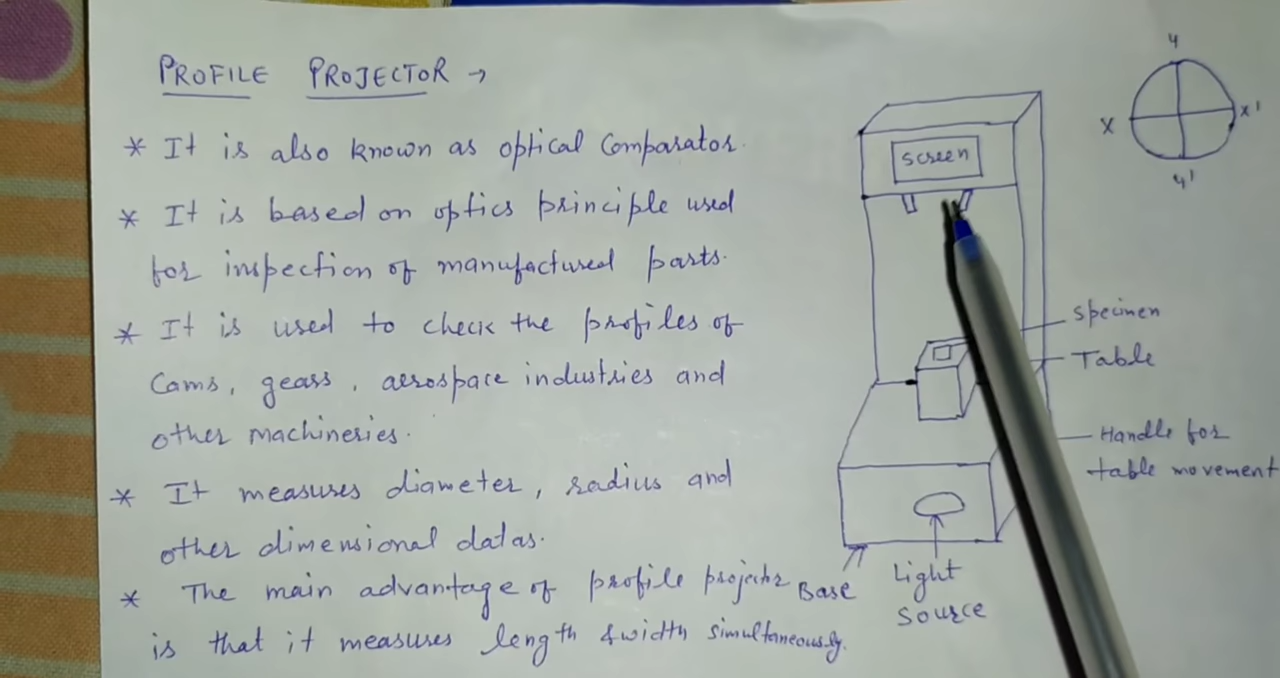 PROFILE PROJECTOR →
* It is also known as optical Comparator.
* It is based on optics principle used
for inspection of manufactured parts.
* It is used to check the profiles of
Cams, gears, aerospace industries and
other machineries.
* It measures diameter, radius and
other dimensional datas.
* The main advantage of profile projector
is that it measures length & width simultaneously.
Screen
Specimen
Table
Handle for
table movement
Base
Light
Source
y
x
x'
y'